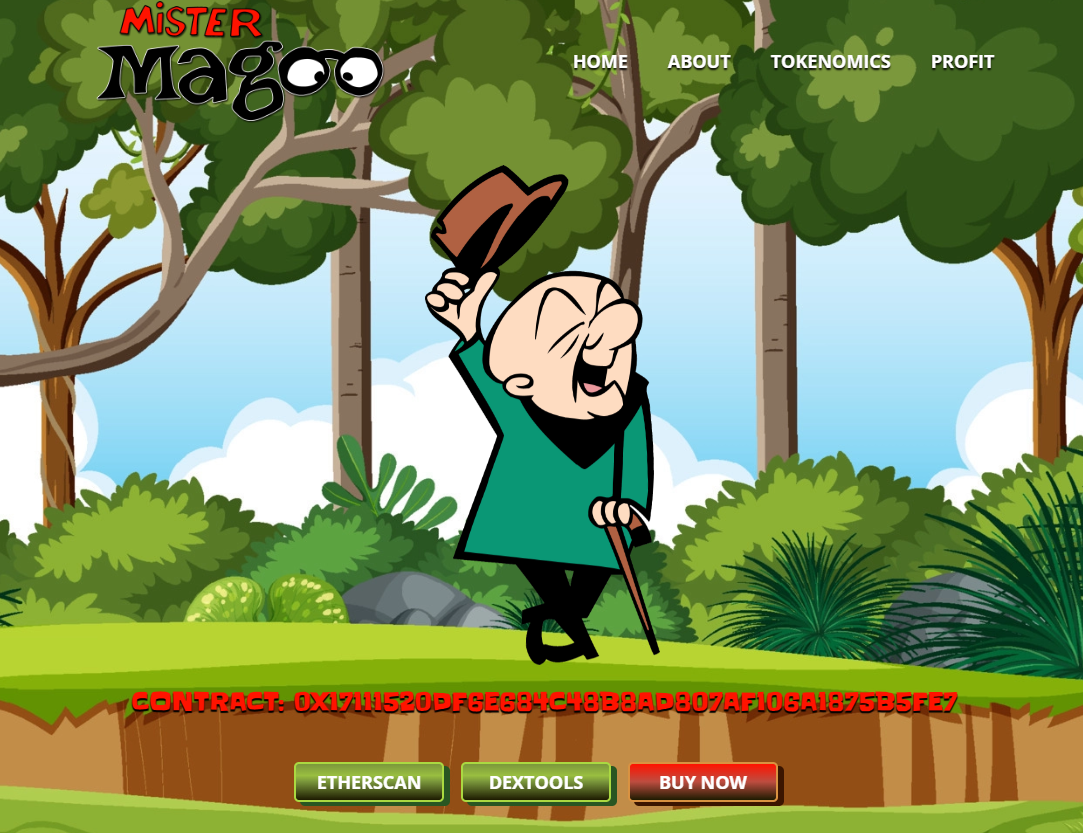 MiSTER
Magoo
HOME ABOUT TOKENOMICS PROFIT
CONTRACT: 0X17111520DF6E684C48B8AD807AF106A1875B5FE7
ETHERSCAN DEXTOOLS BUY NOW